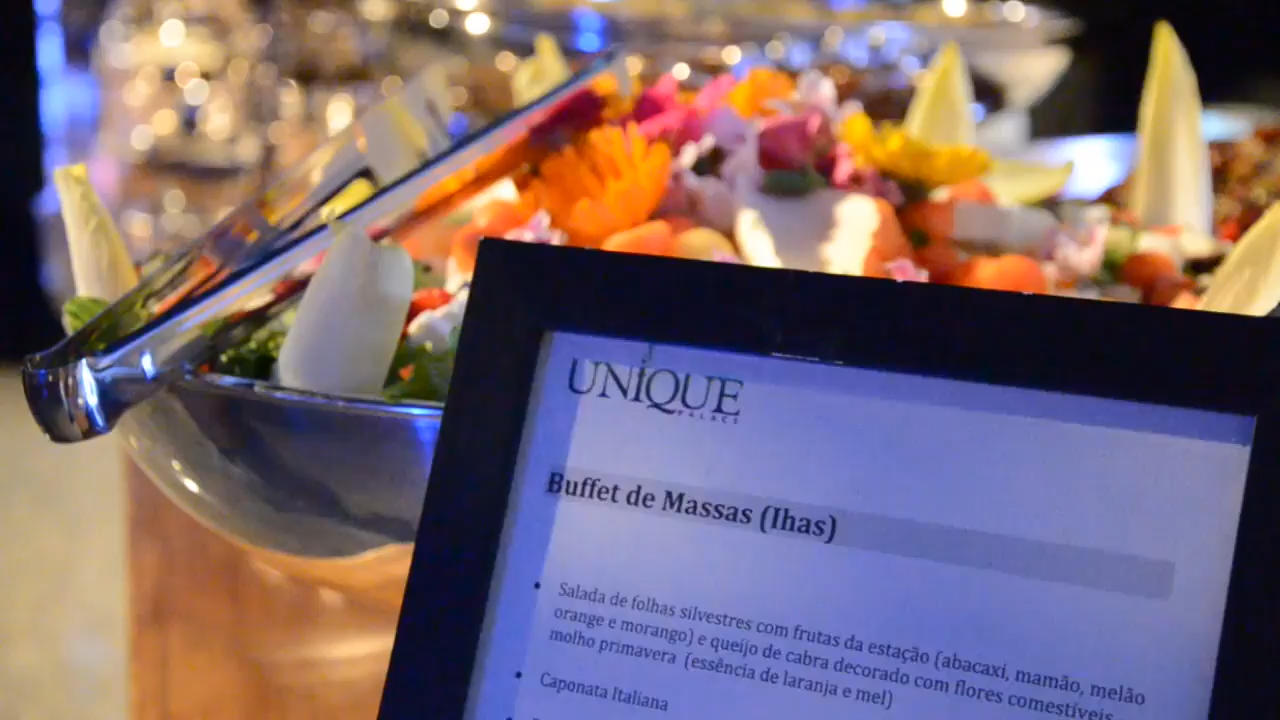 UNIQUE
PALACE
Buffet de Massas (Ihas)
• Salada de folhas silvestres com frutas da estação (abacaxi, mamão, melão
orange e morango) e queijo de cabra decorado com flores comestíveis
molho primavera (essência de laranja e mel)
• Caponata Italiana